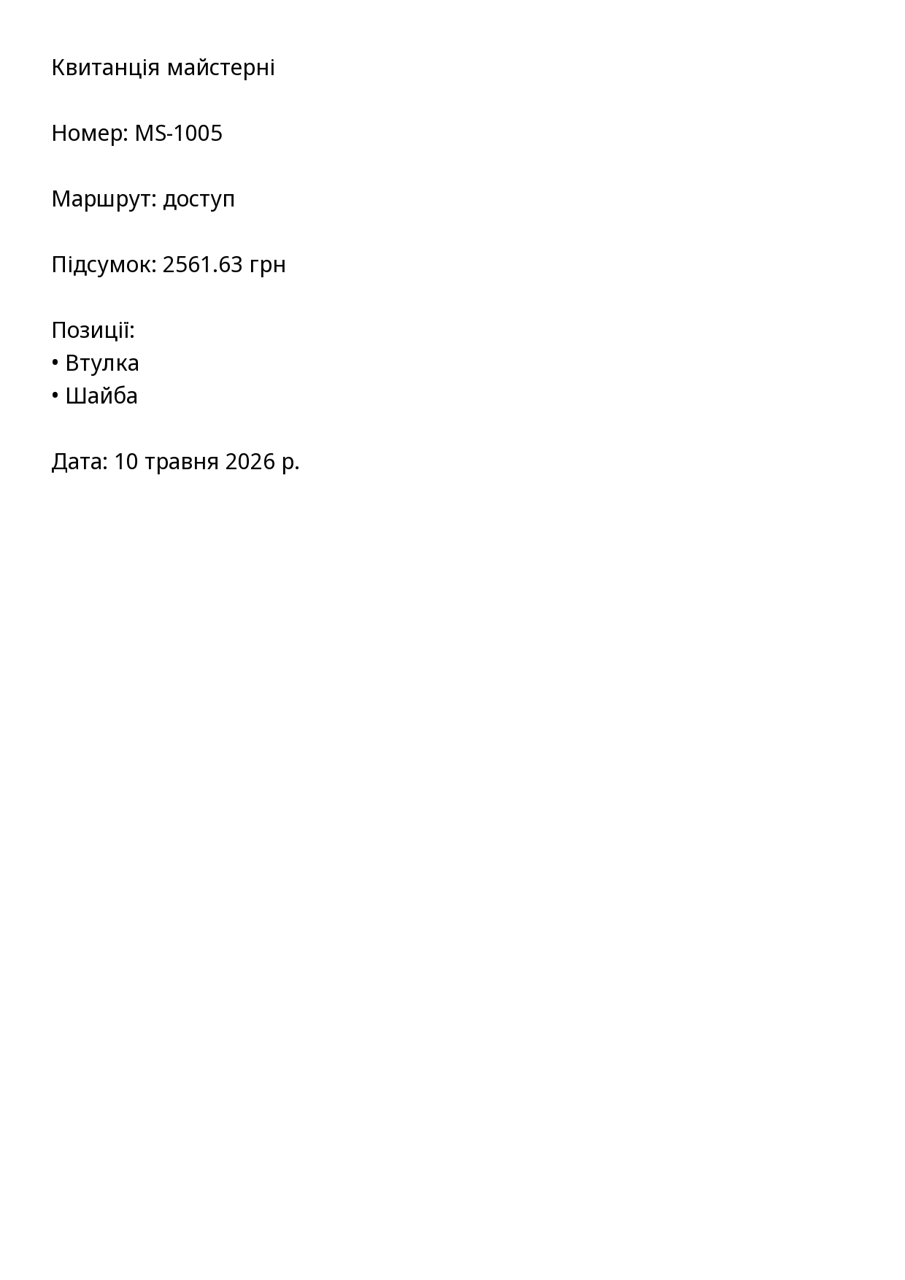 Квитанція майстерні
Номер: MS-1005
Маршрут: доступ
Підсумок: 2561.63 грн
Позиції:
• Втулка
• Шайба
Дата: 10 травня 2026 р.